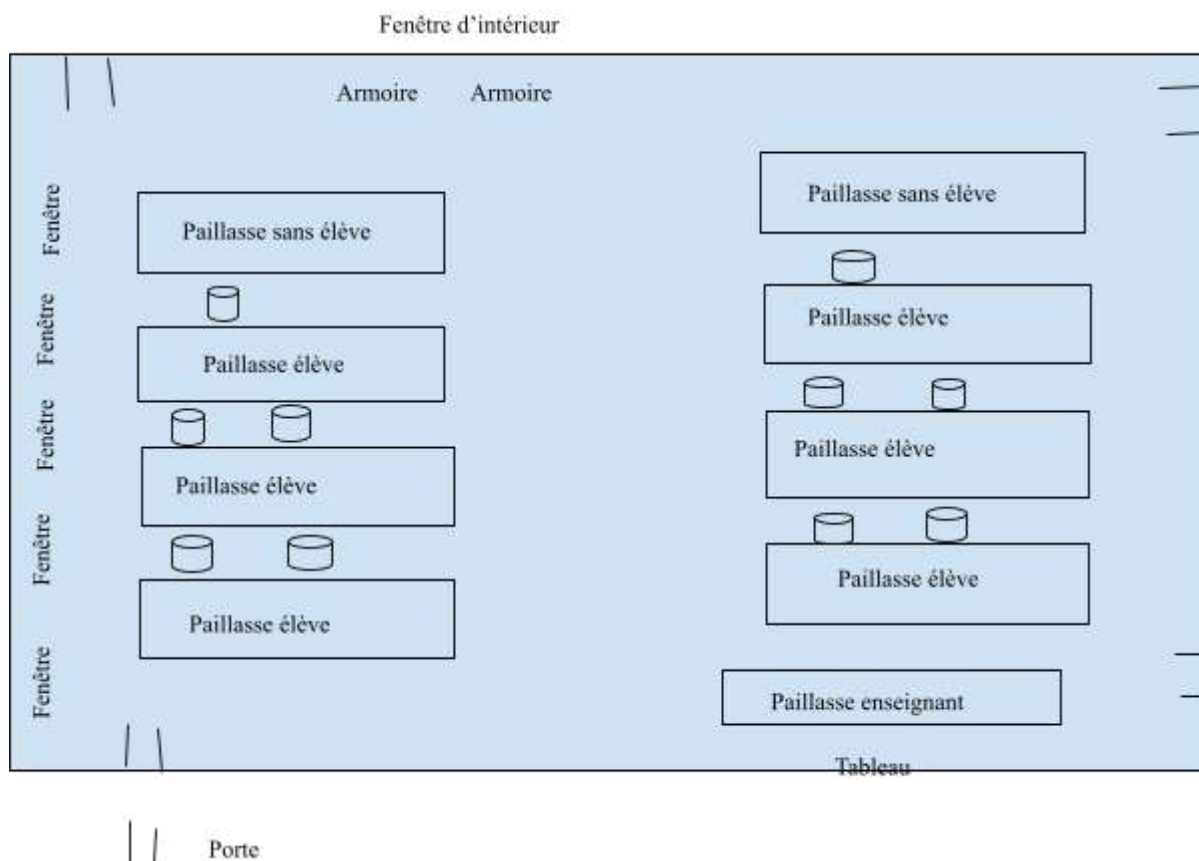 Fenêtre d’intérieur
Armoire Armoire
Fenêtre
Paillasse sans élève
Paillasse sans élève
Fenêtre
Paillasse élève
Paillasse élève
Fenêtre
Paillasse élève
Paillasse élève
Fenêtre
Paillasse élève
Paillasse élève
Fenêtre
Paillasse enseignant
Tableau
Porte